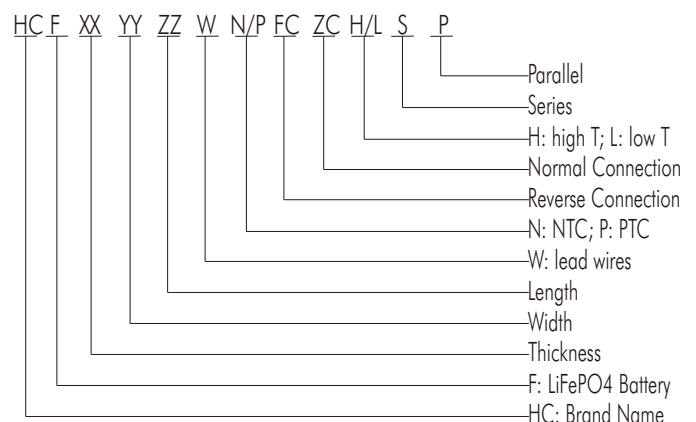 HC F XX YY ZZ W N/P FC ZC H/L S P
Parallel
Series
H: high T; L: low T
Normal Connection
Reverse Connection
N: NTC; P: PTC
W: lead wires
Length
Width
Thickness
F: LiFePO4 Battery
HC: Brand Name